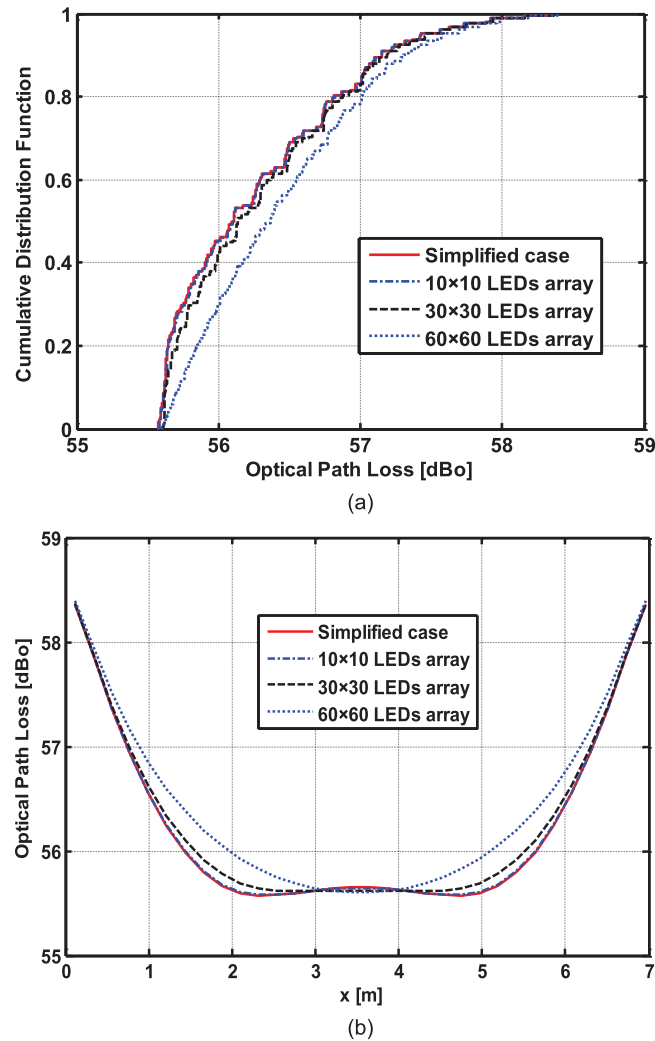 1
0.8
0.6
0.4
0.2
0
Cumulative Distribution Function
Simplified case
10×10 LEDs array
30×30 LEDs array
60×60 LEDs array
55 56 57 58 59
Optical Path Loss [dBo]
(a)
59
58
57
56
55
Optical Path Loss [dBo]
Simplified case
10×10 LEDs array
30×30 LEDs array
60×60 LEDs array
0 1 2 3 4 5 6 7
x [m]
(b)